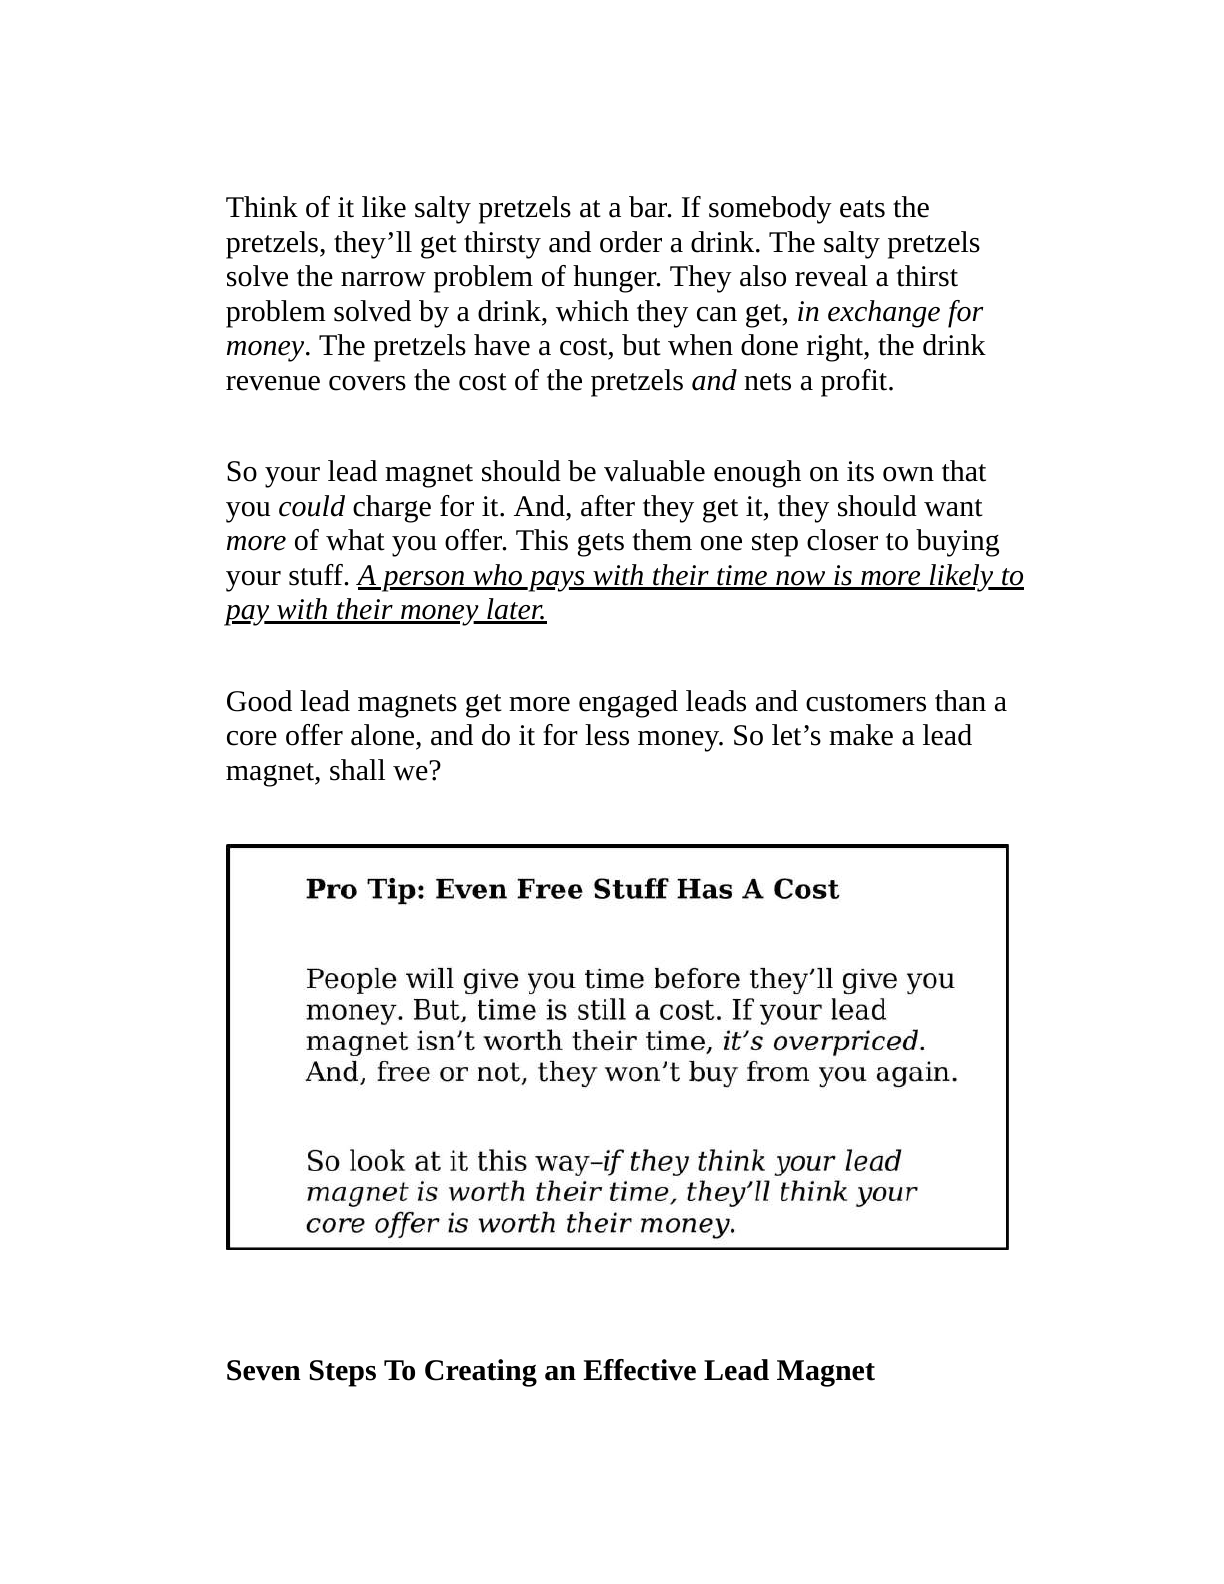 Think of it like salty pretzels at a bar. If somebody eats the
pretzels, they’ll get thirsty and order a drink. The salty pretzels
solve the narrow problem of hunger. They also reveal a thirst
problem solved by a drink, which they can get, in exchange for
money. The pretzels have a cost, but when done right, the drink
revenue covers the cost of the pretzels and nets a profit.
So your lead magnet should be valuable enough on its own that
you could charge for it. And, after they get it, they should want
more of what you offer. This gets them one step closer to buying
your stuff. A person who pays with their time now is more likely to
pay with their money later.
Good lead magnets get more engaged leads and customers than a
core offer alone, and do it for less money. So let’s make a lead
magnet, shall we?
Pro Tip: Even Free Stuff Has A Cost
People will give you time before they’ll give you
money. But, time is still a cost. If your lead
magnet isn’t worth their time, it’s overpriced.
And, free or not, they won’t buy from you again.
So look at it this way–if they think your lead
magnet is worth their time, they’ll think your
core offer is worth their money.
Seven Steps To Creating an Effective Lead Magnet